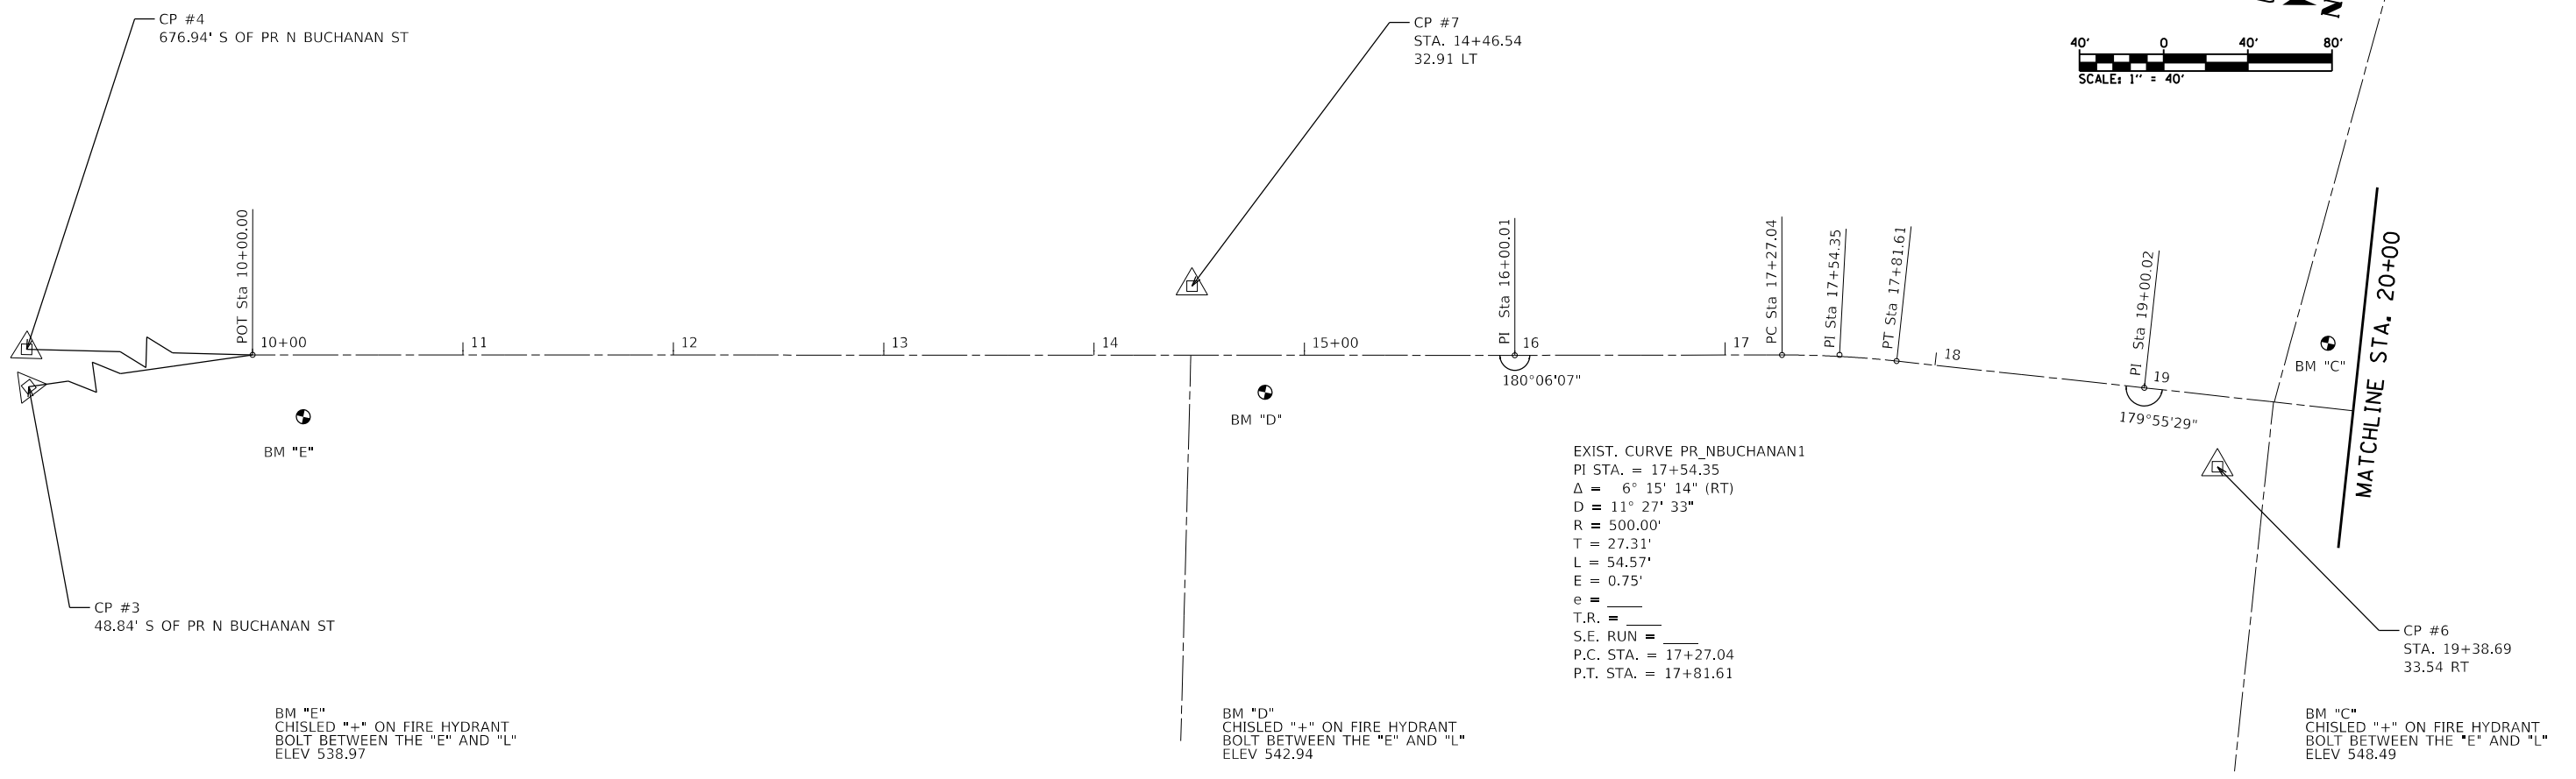 CP #4
676.94' S OF PR N BUCHANAN ST
CP #7
STA. 14+46.54
32.91 LT
40' 0 40' 80'
SCALE: 1'' = 40'
N
POT Sta 10+00.00
PI Sta 16+00.01
PC Sta 17+27.04
PI Sta 17+54.35
PT Sta 17+81.61
PI Sta 19+00.02
MATCHLINE STA. 20+00
10+00
11
12
13
14
15+00
16
17
18
19
180°06'07"
179°55'29"
BM "E"
BM "D"
BM "C"
EXIST. CURVE PR_NBUCHANAN1
PI STA. = 17+54.35
Δ = 6° 15' 14" (RT)
D = 11° 27' 33"
R = 500.00'
T = 27.31'
L = 54.57'
E = 0.75'
e = ____
T.R. = ____
S.E. RUN = ____
P.C. STA. = 17+27.04
P.T. STA. = 17+81.61
CP #3
48.84' S OF PR N BUCHANAN ST
CP #6
STA. 19+38.69
33.54 RT
BM "E"
CHISLED "+" ON FIRE HYDRANT
BOLT BETWEEN THE "E" AND "L"
ELEV 538.97
BM "D"
CHISLED "+" ON FIRE HYDRANT
BOLT BETWEEN THE "E" AND "L"
ELEV 542.94
BM "C"
CHISLED "+" ON FIRE HYDRANT
BOLT BETWEEN THE "E" AND "L"
ELEV 548.49